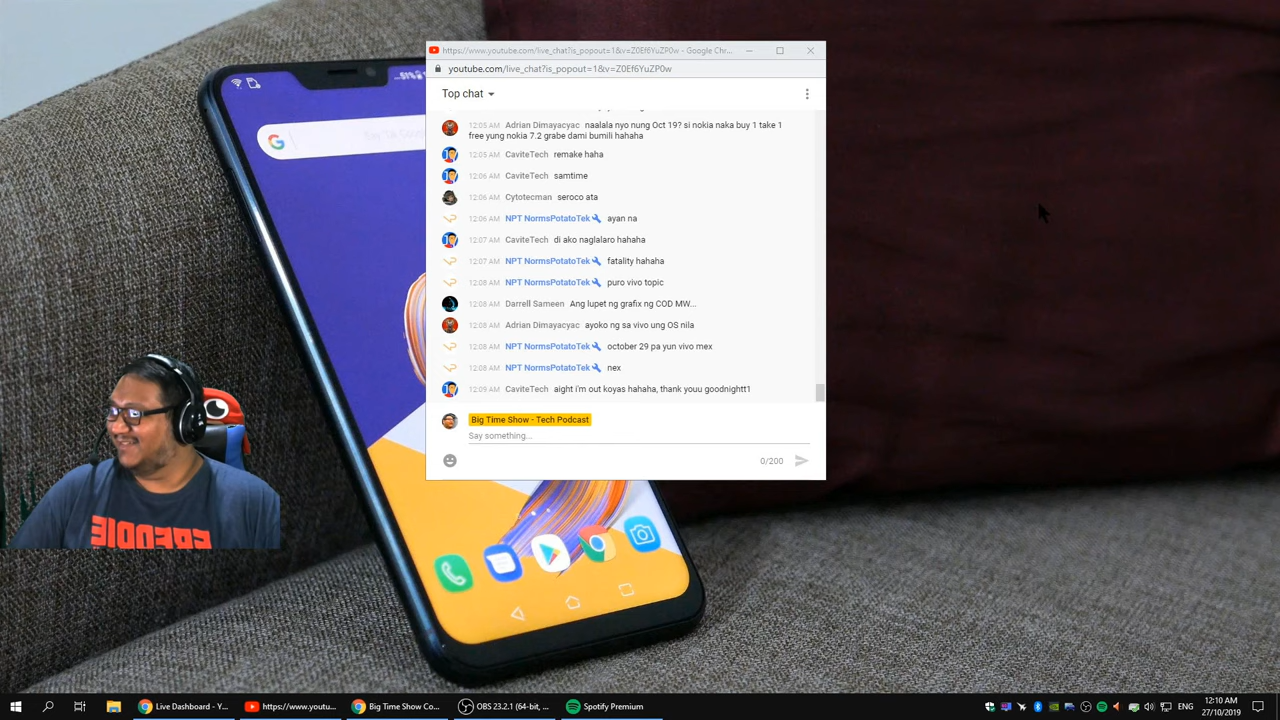 https://www.youtube.com/live_chat?is_popout=1&v=Z0Ef6YuZP0w - Google Chr...
youtube.com/live_chat?is_popout=1&v=Z0Ef6YuZP0w
Top chat
12:05 AM Adrian Dimayacyac naalala nyo nung Oct 19? si nokia naka buy 1 take 1
free yung nokia 7.2 grabe dami bumili hahaha
12:05 AM CaviteTech remake haha
12:06 AM CaviteTech samtime
12:06 AM Cytotecman seroco ata
12:06 AM NPT NormsPotatoTek ayan na
12:07 AM CaviteTech di ako naglalaro hahaha
12:07 AM NPT NormsPotatoTek fatality hahaha
12:08 AM NPT NormsPotatoTek puro vivo topic
12:08 AM Darrell Sameen Ang lupet ng grafix ng COD MW...
12:08 AM Adrian Dimayacyac ayoko ng sa vivo ung OS nila
12:08 AM NPT NormsPotatoTek october 29 pa yun vivo mex
12:08 AM NPT NormsPotatoTek nex
12:09 AM CaviteTech aight i'm out koyas hahaha, thank youu goodnightt1
Big Time Show - Tech Podcast
Say something...
0/200
Live Dashboard - Y...
https://www.youtu...
Big Time Show Co...
OBS 23.2.1 (64-bit, ...
Spotify Premium
ENG
12:10 AM
27/10/2019